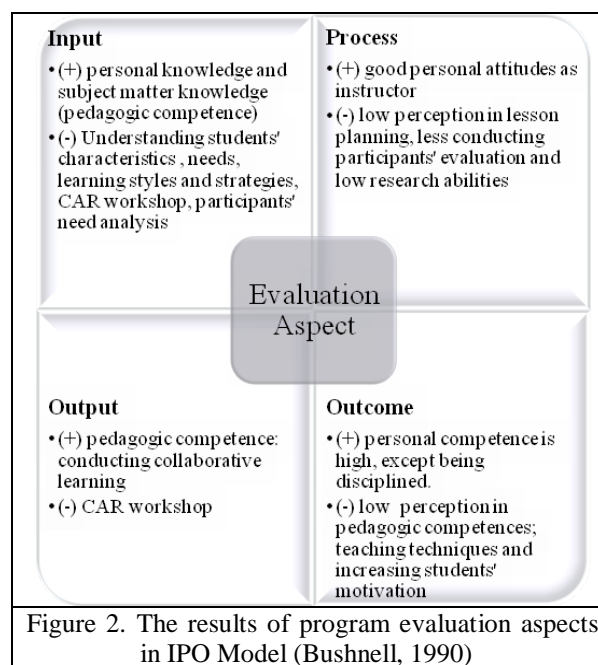 Input
• (+) personal knowledge and
subject matter knowledge
(pedagogic competence)
• (-) Understanding students'
characteristics , needs,
learning styles and strategies,
CAR workshop, participants'
need analysis
Process
• (+) good personal attitudes as
instructor
• (-) low perception in lesson
planning, less conducting
participants' evaluation and
low research abilities
Evaluation
Aspect
Output
• (+) pedagogic competence:
conducting collaborative
learning
• (-) CAR workshop
Outcome
• (+) personal competence is
high, except being
disciplined.
• (-) low perception in
pedagogic competences;
teaching techniques and
increasing students'
motivation
Figure 2. The results of program evaluation aspects
in IPO Model (Bushnell, 1990)